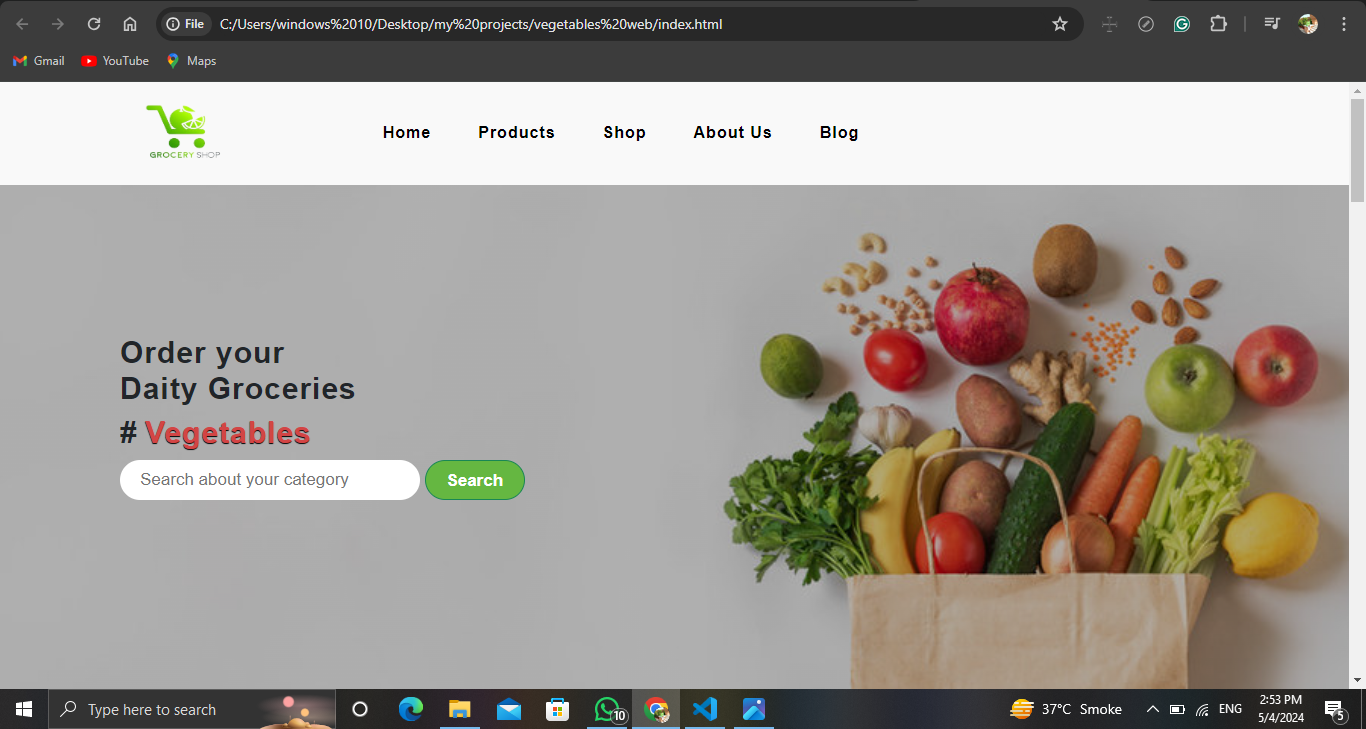 File C:/Users/windows%2010/Desktop/my%20projects/vegetables%20web/index.html
Gmail YouTube Maps
GROCERY SHOP
Home Products Shop About Us Blog
Order your
Daity Groceries
# Vegetables
Search about your category Search
Type here to search 10 37°C Smoke ENG 2:53 PM
5/4/2024 5